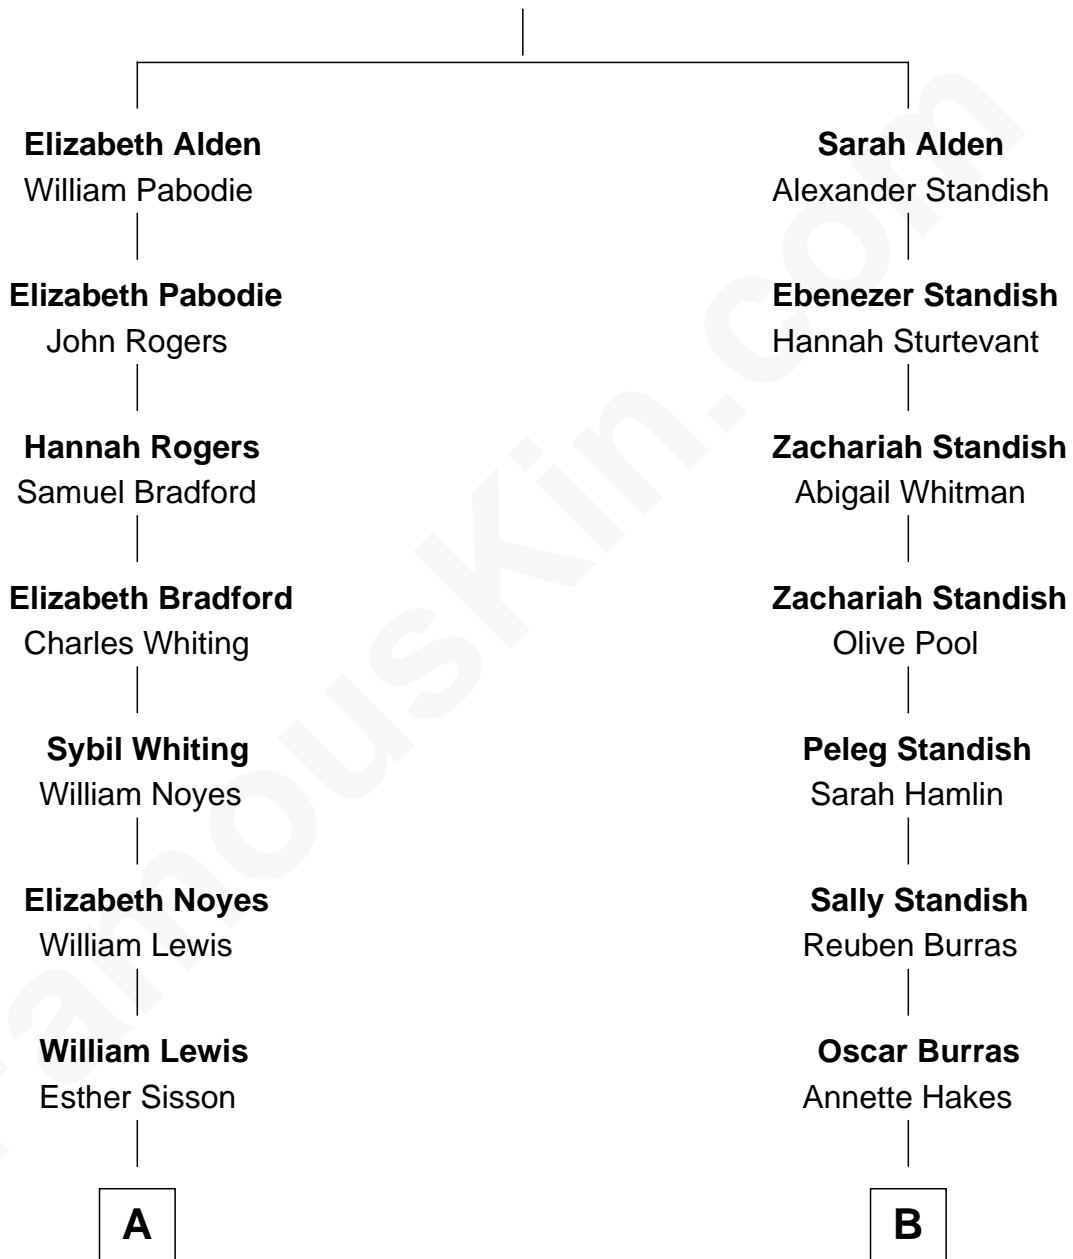 Elizabeth Alden
William Pabodie
Elizabeth Pabodie
John Rogers
Hannah Rogers
Samuel Bradford
Elizabeth Bradford
Charles Whiting
Sybil Whiting
William Noyes
Elizabeth Noyes
William Lewis
William Lewis
Esther Sisson
A
Sarah Alden
Alexander Standish
Ebenezer Standish
Hannah Sturtevant
Zachariah Standish
Abigail Whitman
Zachariah Standish
Olive Pool
Peleg Standish
Sarah Hamlin
Sally Standish
Reuben Burras
Oscar Burras
Annette Hakes
B
FamousKin.com